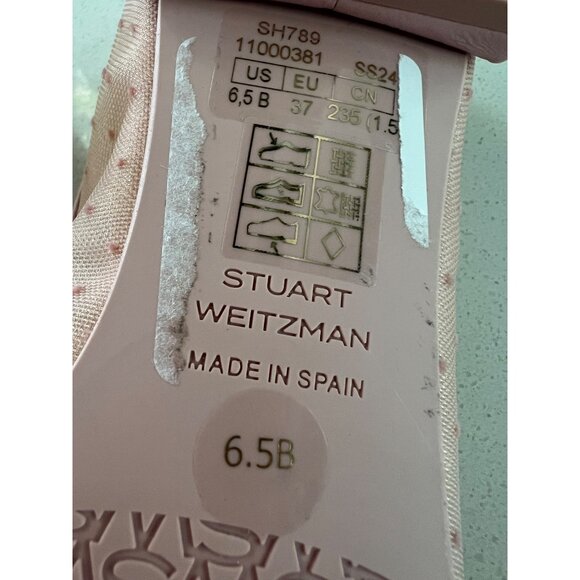 SH789
11000381 SS24
US EU CN
6,5 B 37 235 (1.5
STUART
WEITZMAN
MADE IN SPAIN
6.5B